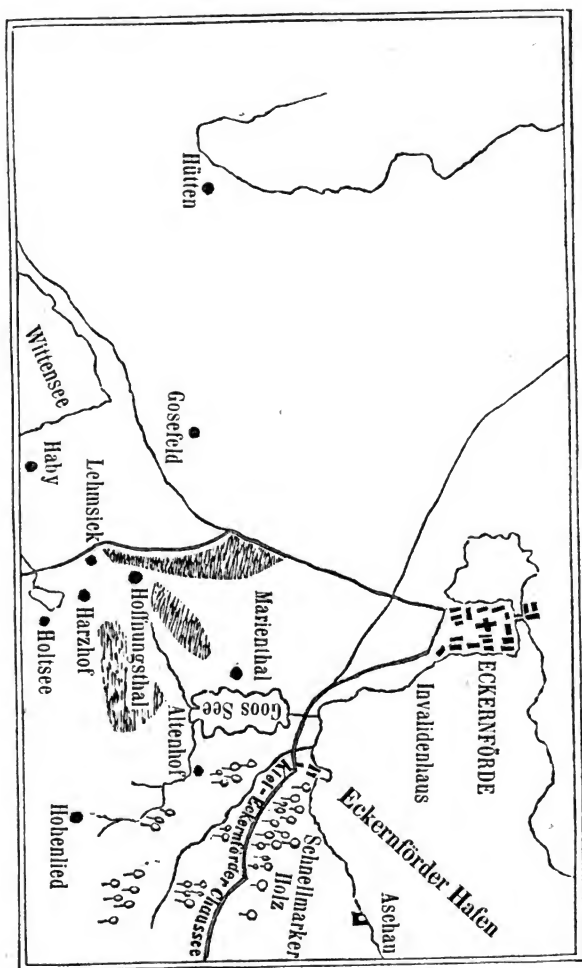 Hütten
Wittensee
Gosefeld
Haby
Lehmsiek
Harzhof
Holtsee
Hoffnungsthal
Marienthal
Goos See
Altenhof
Hohenlied
ECKERNFÖRDE
Invalidenhaus
Eckernförder Hafen
Aschau
Schnellmarker
Holz
Kiel-Eckernförder Chaussee